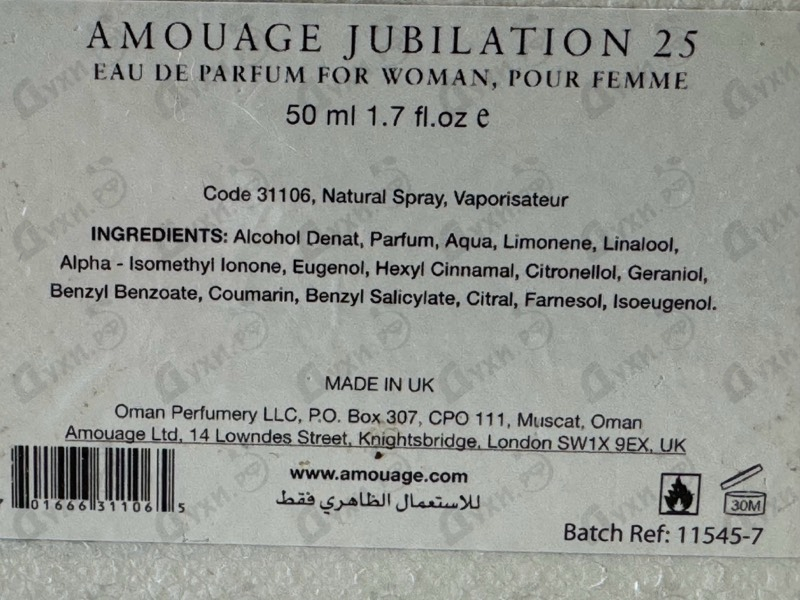 AMOUAGE JUBILATION 25
EAU DE PARFUM FOR WOMAN, POUR FEMME
50 ml 1.7 fl.oz e
Code 31106, Natural Spray, Vaporisateur
INGREDIENTS: Alcohol Denat, Parfum, Aqua, Limonene, Linalool,
Alpha - Isomethyl Ionone, Eugenol, Hexyl Cinnamal, Citronellol, Geraniol,
Benzyl Benzoate, Coumarin, Benzyl Salicylate, Citral, Farnesol, Isoeugenol.
MADE IN UK
Oman Perfumery LLC, P.O. Box 307, CPO 111, Muscat, Oman
Amouage Ltd, 14 Lowndes Street, Knightsbridge, London SW1X 9EX, UK
www.amouage.com
للاستعمال الظاهري فقط
7 01666 31106 5
30M
Batch Ref: 11545-7
Духи.рф